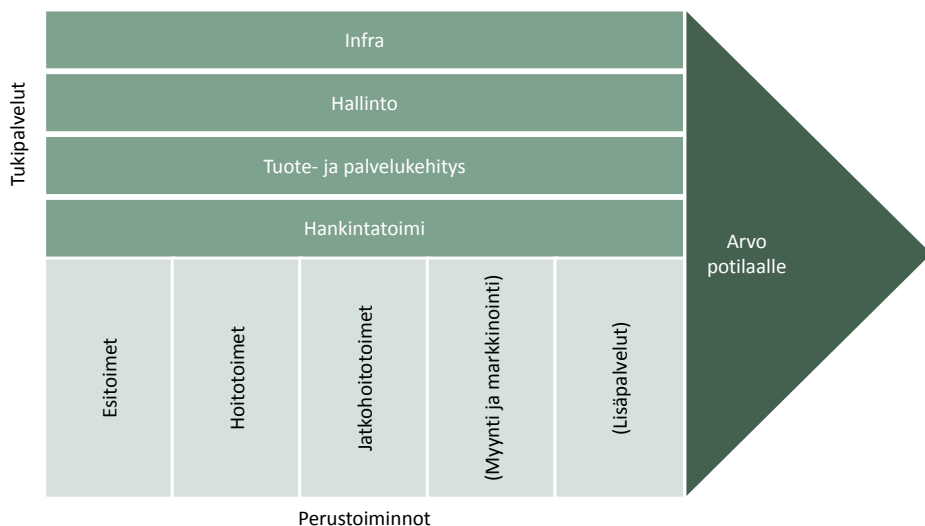 Tukipalvelut
Infra
Hallinto
Tuote- ja palvelukehitys
Hankintatoimi
Arvo
potilaalle
Esitoimet
Hoitotoimet
Jatkohoitotoimet
(Myynti ja markkinointi)
(Lisäpalvelut)
Perustoiminnot